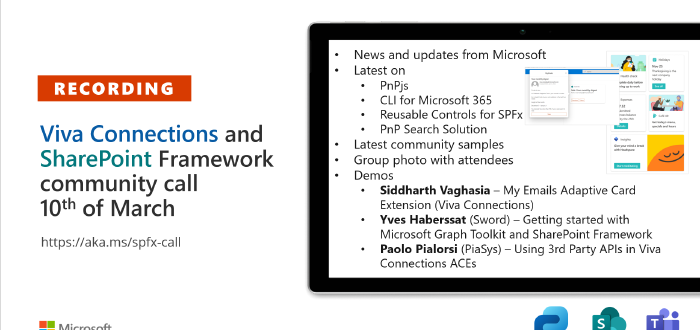 RECORDING
Viva Connections and
SharePoint Framework
community call
10th of March
https://aka.ms/spfx-call
Microsoft
• News and updates from Microsoft
• Latest on
• PnPjs
• CLI for Microsoft 365
• Reusable Controls for SPFx
• PnP Search Solution
• Latest community samples
• Group photo with attendees
• Demos
• Siddharth Vaghasia – My Emails Adaptive Card
Extension (Viva Connections)
• Yves Haberssat (Sword) – Getting started with
Microsoft Graph Toolkit and SharePoint Framework
• Paolo Pialorsi (PiaSys) – Using 3rd Party APIs in Viva
Connections ACEs